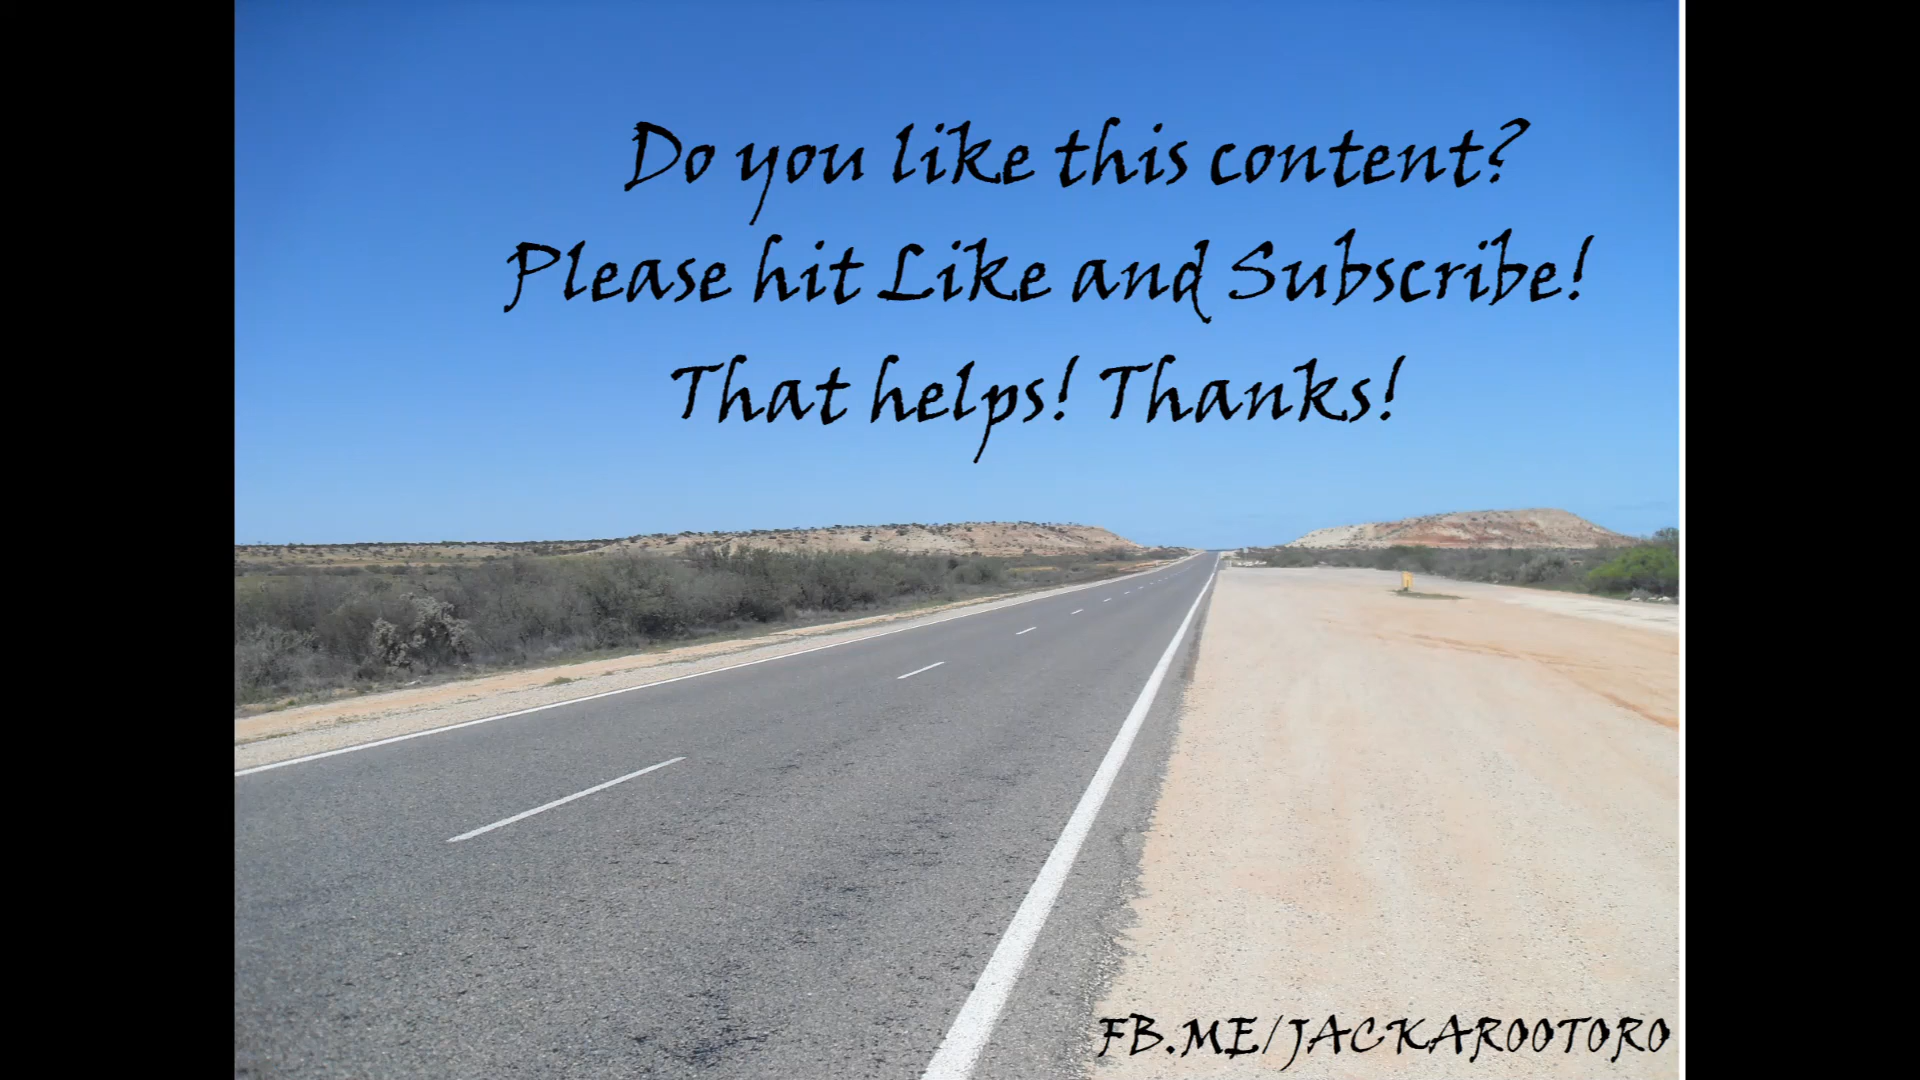 Do you like this content?
Please hit Like and Subscribe!
That helps! Thanks!
FB.ME/JACKAROOTORO